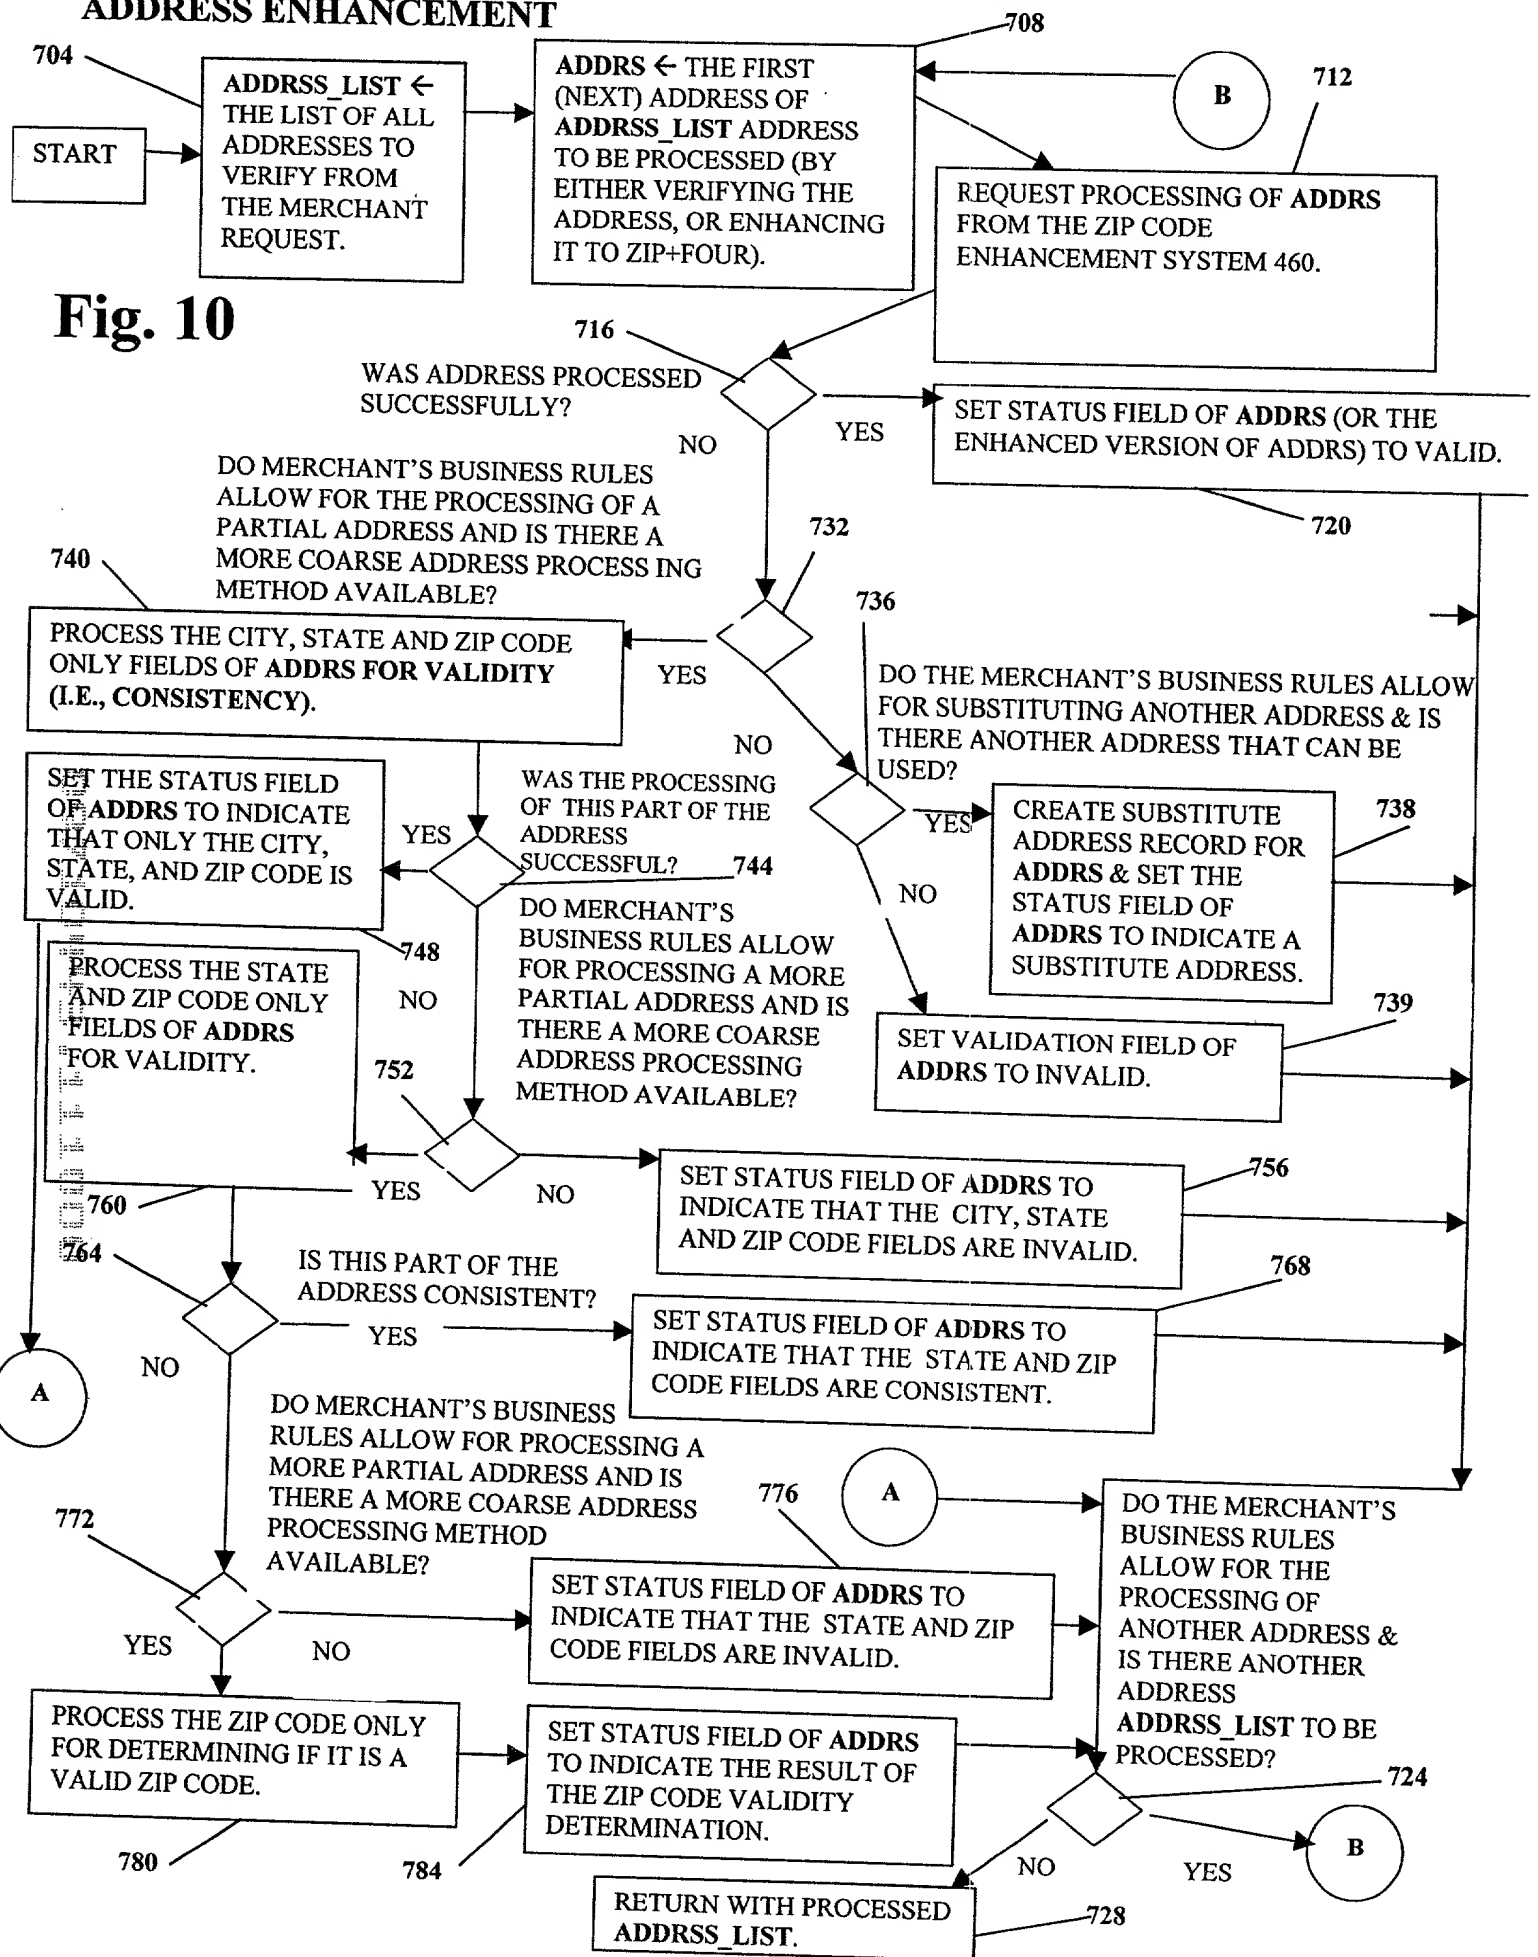 ADDRESS ENHANCEMENT
708
704
ADDRSS_LIST ←
THE LIST OF ALL
ADDRESSES TO
VERIFY FROM
THE MERCHANT
REQUEST.
ADDRS ← THE FIRST
(NEXT) ADDRESS OF
ADDRSS_LIST ADDRESS
TO BE PROCESSED (BY
EITHER VERIFYING THE
ADDRESS, OR ENHANCING
IT TO ZIP+FOUR).
B
712
START
REQUEST PROCESSING OF ADDRS
FROM THE ZIP CODE
ENHANCEMENT SYSTEM 460.
Fig. 10
716
WAS ADDRESS PROCESSED
SUCCESSFULLY?
NO
YES
SET STATUS FIELD OF ADDRS (OR THE
ENHANCED VERSION OF ADDRS) TO VALID.
720
DO MERCHANT'S BUSINESS RULES
ALLOW FOR THE PROCESSING OF A
PARTIAL ADDRESS AND IS THERE A
MORE COARSE ADDRESS PROCESS ING
METHOD AVAILABLE?
732
740
736
PROCESS THE CITY, STATE AND ZIP CODE
ONLY FIELDS OF ADDRS FOR VALIDITY
(I.E., CONSISTENCY).
YES
NO
DO THE MERCHANT'S BUSINESS RULES ALLOW
FOR SUBSTITUTING ANOTHER ADDRESS & IS
THERE ANOTHER ADDRESS THAT CAN BE
USED?
SET THE STATUS FIELD
OF ADDRS TO INDICATE
THAT ONLY THE CITY,
STATE, AND ZIP CODE IS
VALID.
YES
WAS THE PROCESSING
OF THIS PART OF THE
ADDRESS
SUCCESSFUL?
744
YES
CREATE SUBSTITUTE
ADDRESS RECORD FOR
ADDRS & SET THE
STATUS FIELD OF
ADDRS TO INDICATE A
SUBSTITUTE ADDRESS.
738
NO
748
NO
DO MERCHANT'S
BUSINESS RULES ALLOW
FOR PROCESSING A MORE
PARTIAL ADDRESS AND IS
THERE A MORE COARSE
ADDRESS PROCESSING
METHOD AVAILABLE?
PROCESS THE STATE
AND ZIP CODE ONLY
FIELDS OF ADDRS
FOR VALIDITY.
739
SET VALIDATION FIELD OF
ADDRS TO INVALID.
752
YES
NO
760
SET STATUS FIELD OF ADDRS TO
INDICATE THAT THE CITY, STATE
AND ZIP CODE FIELDS ARE INVALID.
756
764
IS THIS PART OF THE
ADDRESS CONSISTENT?
YES
NO
768
SET STATUS FIELD OF ADDRS TO
INDICATE THAT THE STATE AND ZIP
CODE FIELDS ARE CONSISTENT.
A
DO MERCHANT'S BUSINESS
RULES ALLOW FOR PROCESSING A
MORE PARTIAL ADDRESS AND IS
THERE A MORE COARSE ADDRESS
PROCESSING METHOD
AVAILABLE?
772
776
A
DO THE MERCHANT'S
BUSINESS RULES
ALLOW FOR THE
PROCESSING OF
ANOTHER ADDRESS &
IS THERE ANOTHER
ADDRESS
ADDRSS_LIST TO BE
PROCESSED?
SET STATUS FIELD OF ADDRS TO
INDICATE THAT THE STATE AND ZIP
CODE FIELDS ARE INVALID.
YES
NO
PROCESS THE ZIP CODE ONLY
FOR DETERMINING IF IT IS A
VALID ZIP CODE.
SET STATUS FIELD OF ADDRS
TO INDICATE THE RESULT OF
THE ZIP CODE VALIDITY
DETERMINATION.
724
780
784
NO
YES
B
RETURN WITH PROCESSED
ADDRSS_LIST.
728